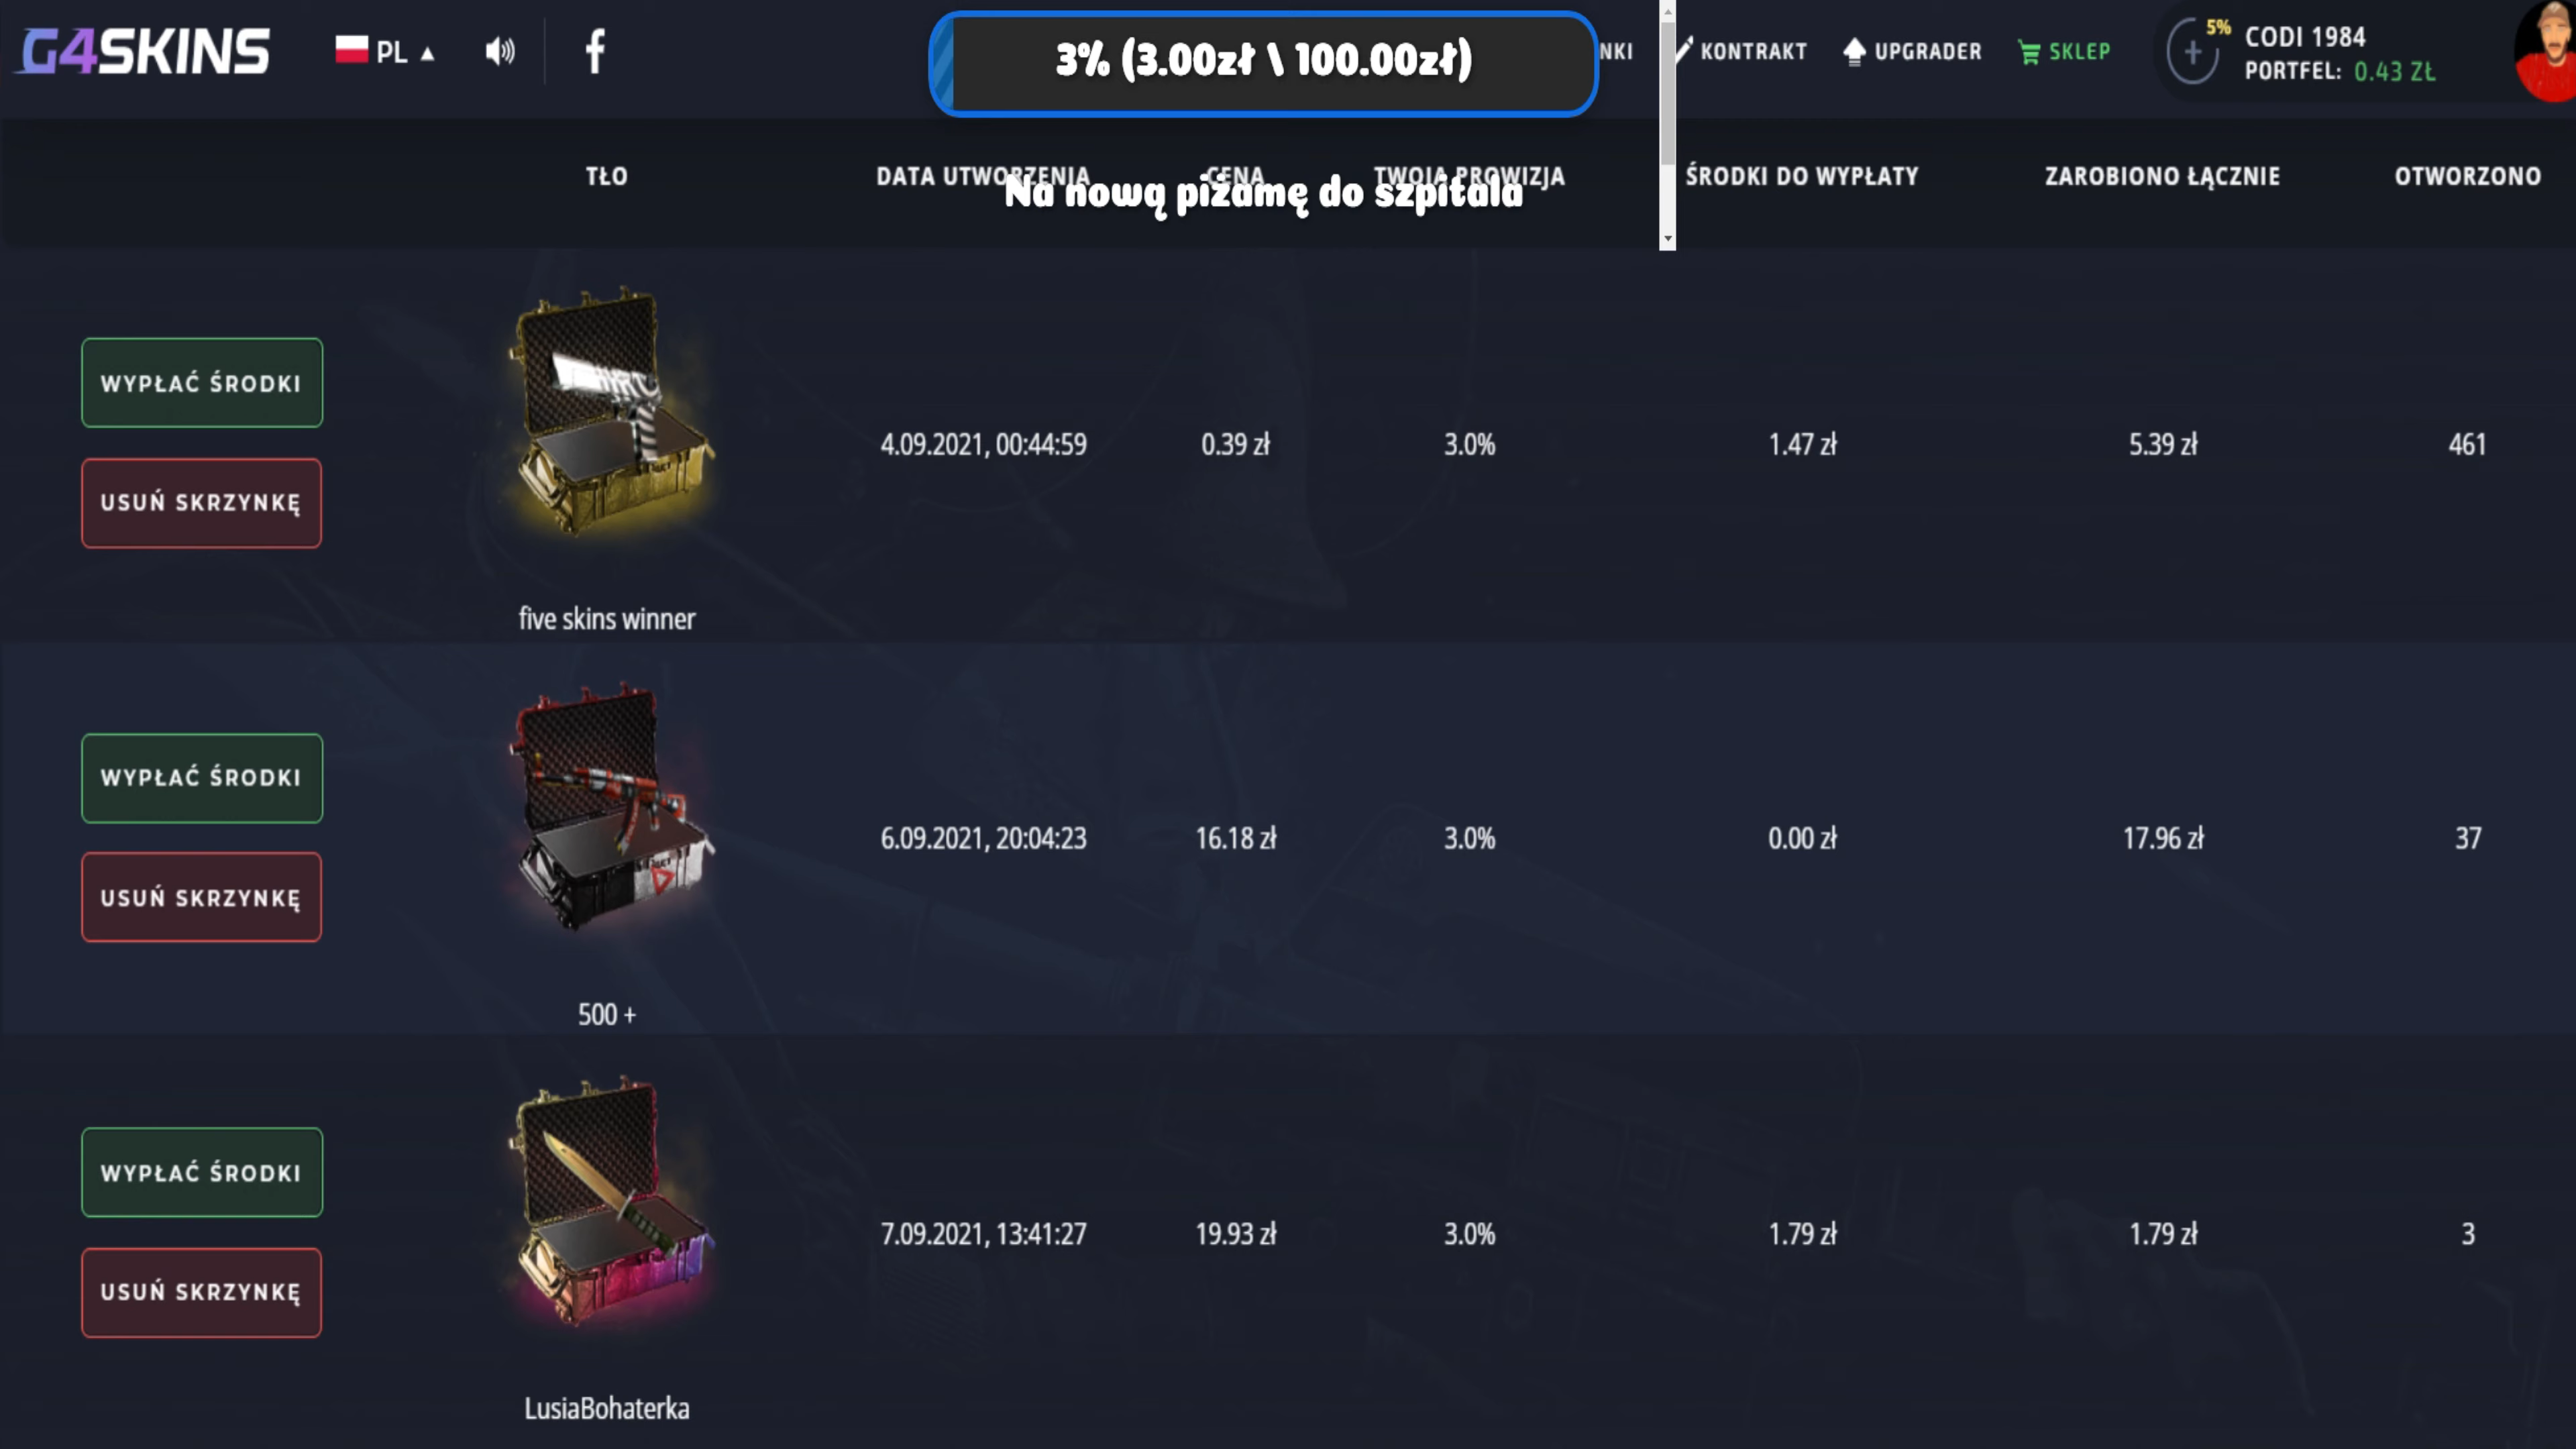 G4SKINS PL 3% (3.00zł \ 100.00zł) NKI KONTRAKT UPGRADER SKLEP 5% CODI 1984
PORTFEL: 0.43 ZŁ
TŁO DATA UTWORZENIA CENA TWOJA PROWIZJA ŚRODKI DO WYPŁATY ZAROBIONO ŁĄCZNIE OTWORZONO
Na nową piżamę do szpitala
WYPŁAĆ ŚRODKI
4.09.2021, 00:44:59 0.39 zł 3.0% 1.47 zł 5.39 zł 461
USUŃ SKRZYNKĘ
five skins winner
WYPŁAĆ ŚRODKI
6.09.2021, 20:04:23 16.18 zł 3.0% 0.00 zł 17.96 zł 37
USUŃ SKRZYNKĘ
500 +
WYPŁAĆ ŚRODKI
7.09.2021, 13:41:27 19.93 zł 3.0% 1.79 zł 1.79 zł 3
USUŃ SKRZYNKĘ
LusiaBohaterka